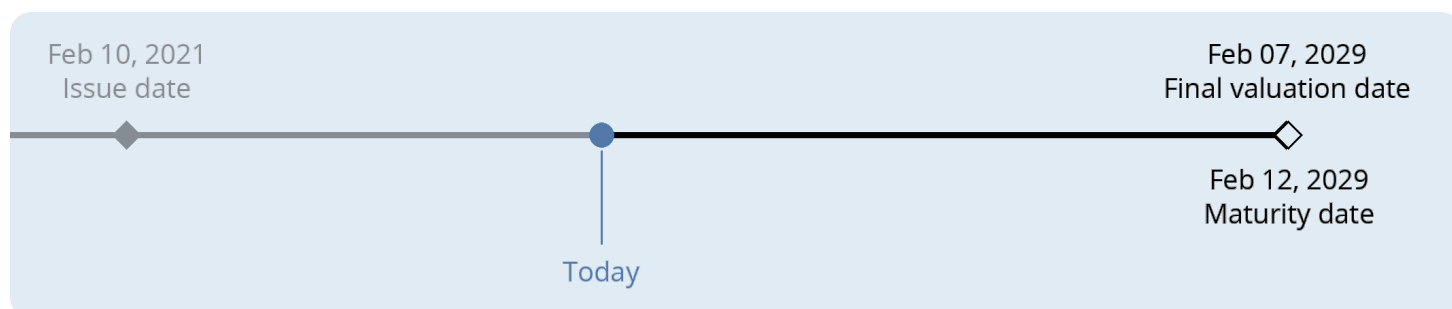 Feb 10, 2021
Issue date
Feb 07, 2029
Final valuation date
Feb 12, 2029
Maturity date
Today